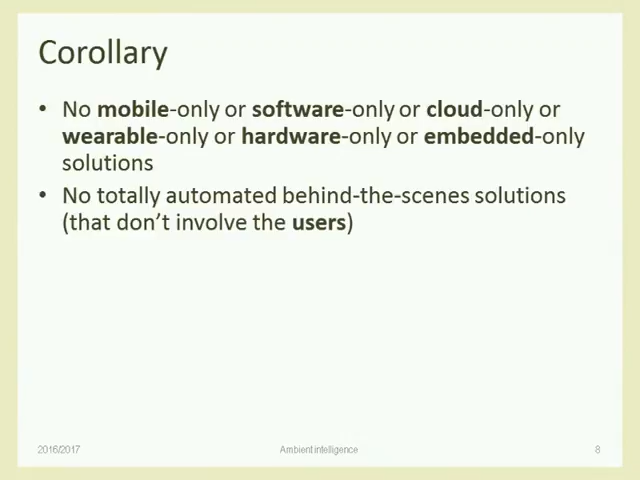 Corollary
• No mobile-only or software-only or cloud-only or
wearable-only or hardware-only or embedded-only
solutions
• No totally automated behind-the-scenes solutions
(that don’t involve the users)
2016/2017 Ambient intelligence 8